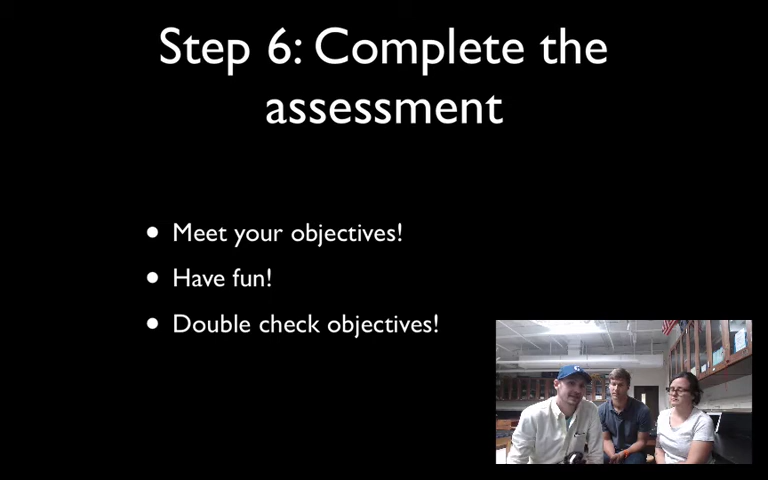 Step 6: Complete the
assessment
• Meet your objectives!
• Have fun!
• Double check objectives!